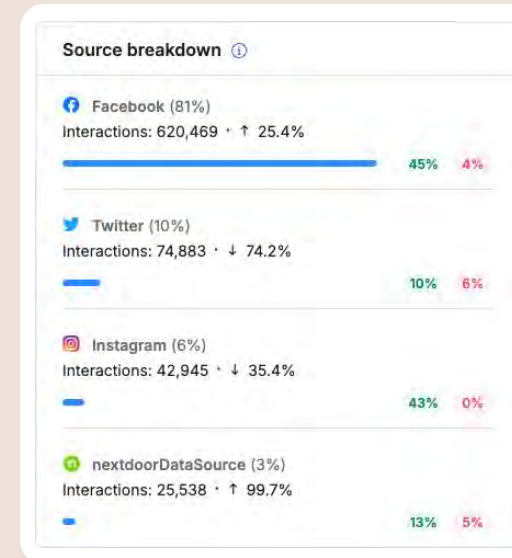 Source breakdown
Facebook (81%)
Interactions: 620,469 · ↑ 25.4%
45% 4%
Twitter (10%)
Interactions: 74,883 · ↓ 74.2%
10% 6%
Instagram (6%)
Interactions: 42,945 · ↓ 35.4%
43% 0%
nextdoorDataSource (3%)
Interactions: 25,538 · ↑ 99.7%
13% 5%